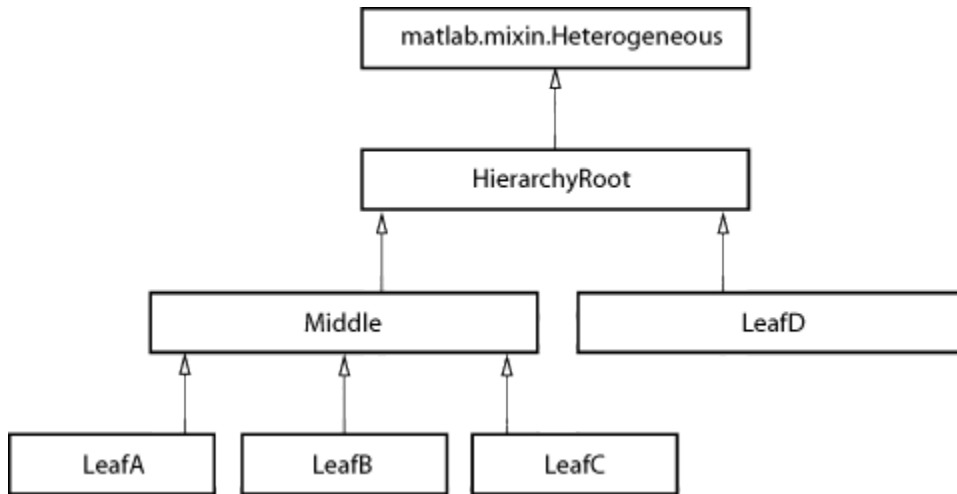 matlab.mixin.Heterogeneous
HierarchyRoot
Middle
LeafD
LeafA
LeafB
LeafC